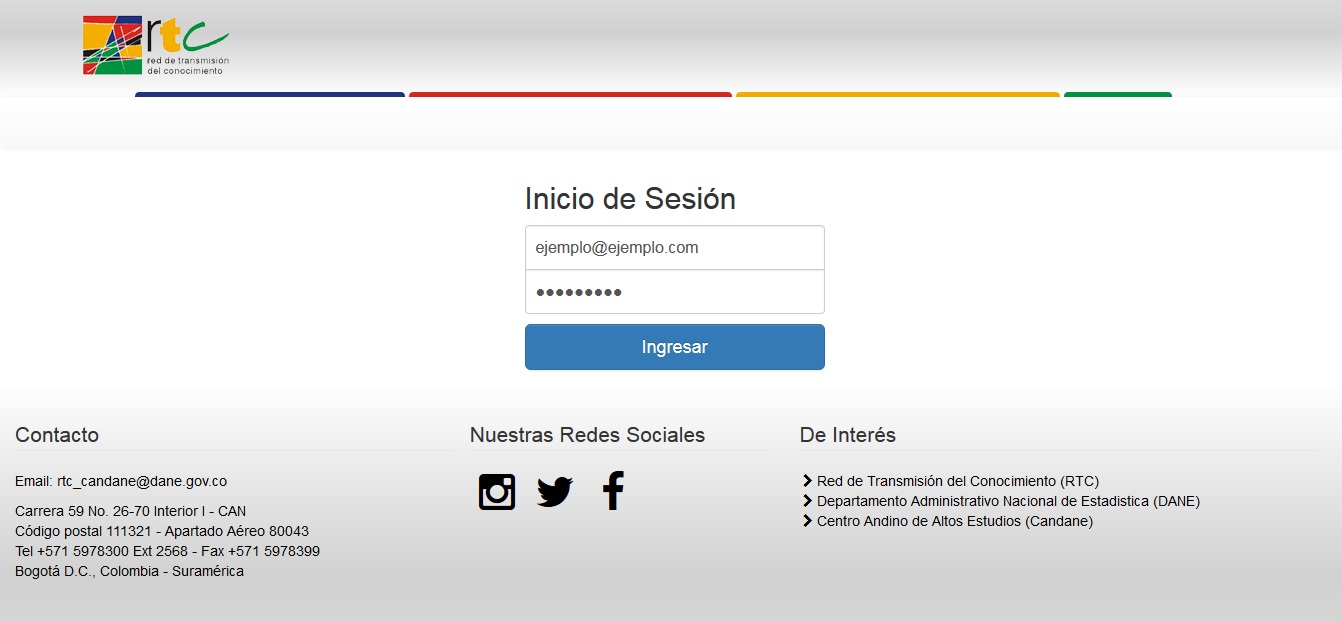 rtc
red de transmisión
del conocimiento
Inicio de Sesión
ejemplo@ejemplo.com
•••••••••
Ingresar
Contacto
Email: rtc_candane@dane.gov.co
Carrera 59 No. 26-70 Interior I - CAN
Código postal 111321 - Apartado Aéreo 80043
Tel +571 5978300 Ext 2568 - Fax +571 5978399
Bogotá D.C., Colombia - Suramérica
Nuestras Redes Sociales
De Interés
Red de Transmisión del Conocimiento (RTC)
Departamento Administrativo Nacional de Estadistica (DANE)
Centro Andino de Altos Estudios (Candane)